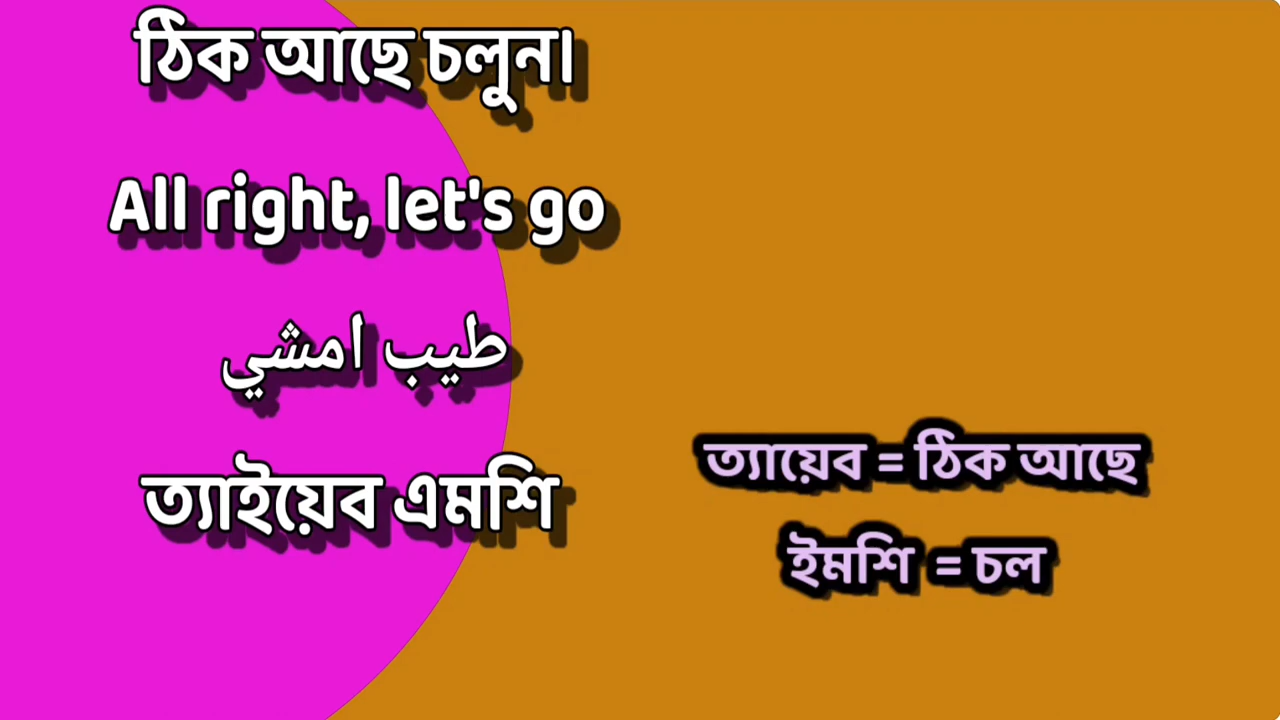 ঠিক আছে চলুন।
All right, let's go
طيب امشي
ত্যাইয়েব এমশি
ত্যায়েব = ঠিক আছে
ইমশি = চল